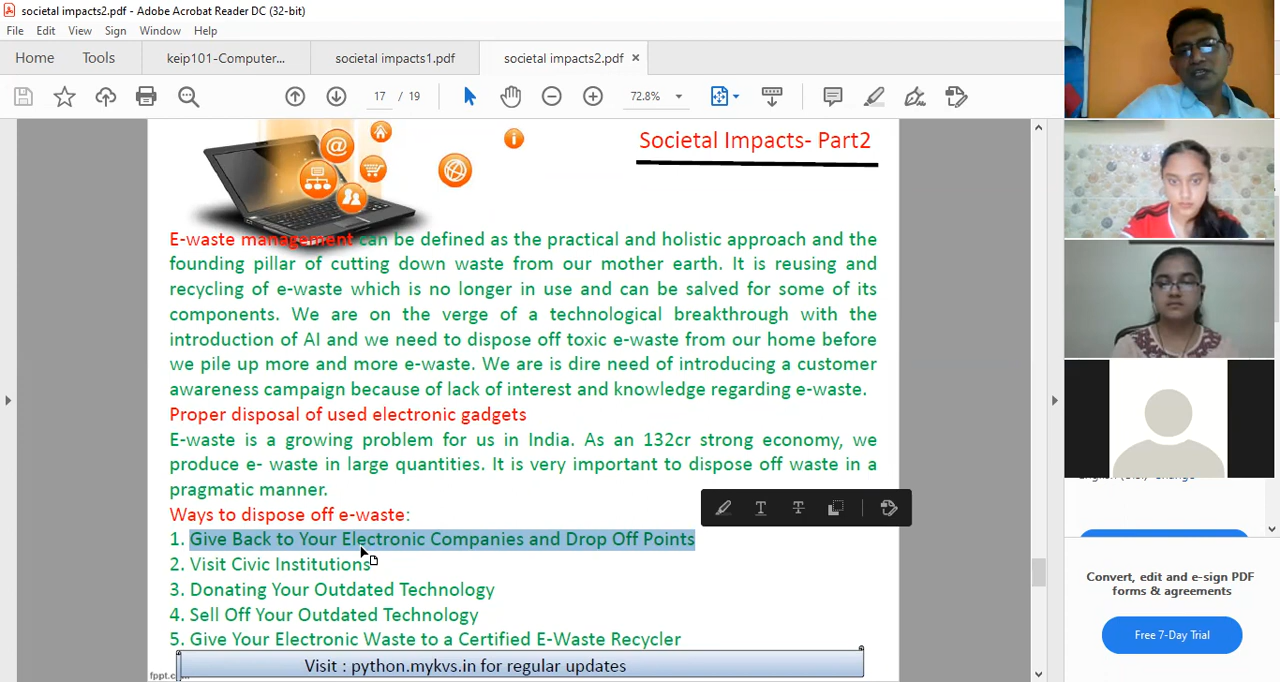 societal impacts2.pdf - Adobe Acrobat Reader DC (32-bit)
File Edit View Sign Window Help
Home Tools keip101-Computer... societal impacts1.pdf societal impacts2.pdf ×
17 / 19 72.8%
Societal Impacts- Part2
E-waste management can be defined as the practical and holistic approach and the
founding pillar of cutting down waste from our mother earth. It is reusing and
recycling of e-waste which is no longer in use and can be salved for some of its
components. We are on the verge of a technological breakthrough with the
introduction of AI and we need to dispose off toxic e-waste from our home before
we pile up more and more e-waste. We are is dire need of introducing a customer
awareness campaign because of lack of interest and knowledge regarding e-waste.
Proper disposal of used electronic gadgets
E-waste is a growing problem for us in India. As an 132cr strong economy, we
produce e- waste in large quantities. It is very important to dispose off waste in a
pragmatic manner.
Ways to dispose off e-waste:
1. Give Back to Your Electronic Companies and Drop Off Points
2. Visit Civic Institutions
3. Donating Your Outdated Technology
4. Sell Off Your Outdated Technology
5. Give Your Electronic Waste to a Certified E-Waste Recycler
Visit : python.mykvs.in for regular updates
Convert, edit and e-sign PDF
forms & agreements
Free 7-Day Trial